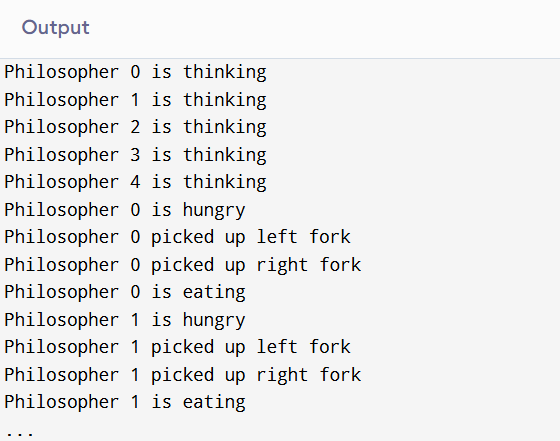 Output
Philosopher 0 is thinking
Philosopher 1 is thinking
Philosopher 2 is thinking
Philosopher 3 is thinking
Philosopher 4 is thinking
Philosopher 0 is hungry
Philosopher 0 picked up left fork
Philosopher 0 picked up right fork
Philosopher 0 is eating
Philosopher 1 is hungry
Philosopher 1 picked up left fork
Philosopher 1 picked up right fork
Philosopher 1 is eating
...